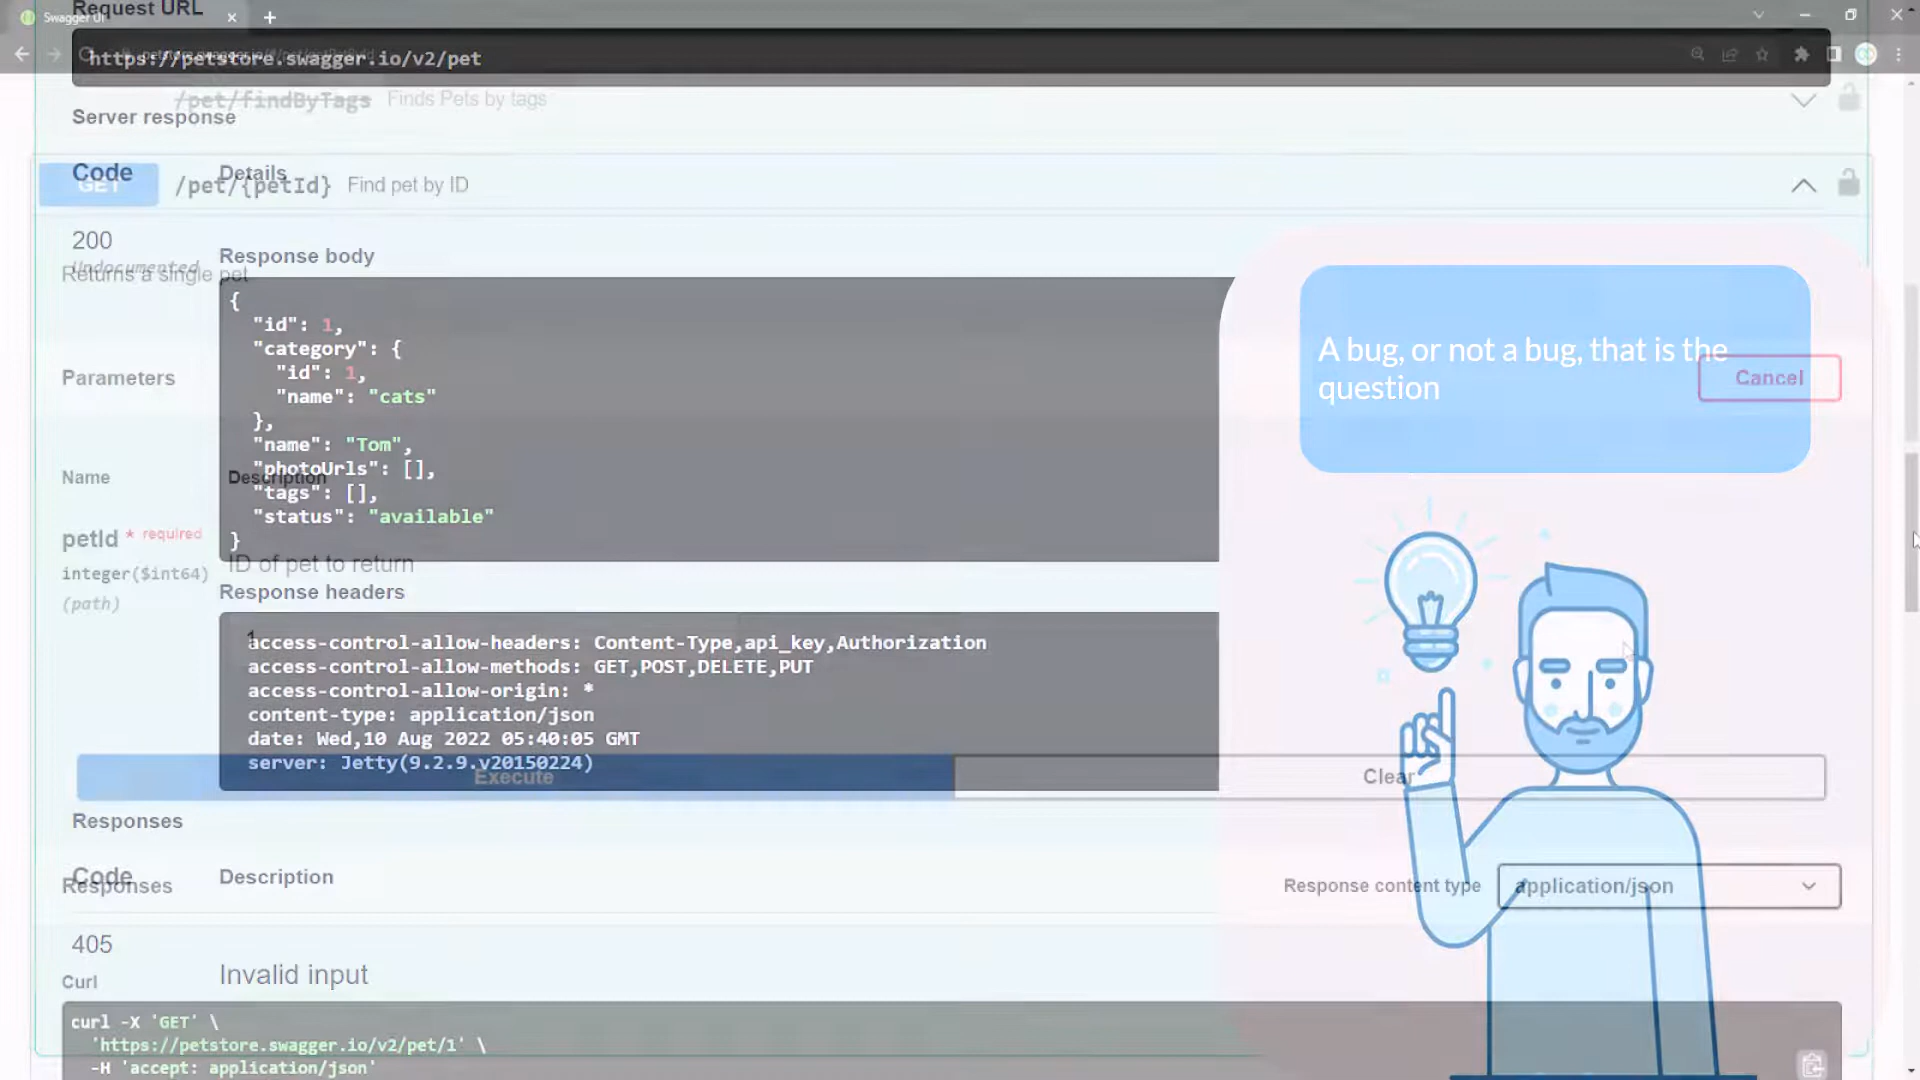 Request URL
Swagger UI
https://petstore.swagger.io/v2/pet
/pet/findByTags Finds Pets by tags
Server response
Code Details
GET /pet/{petId} Find pet by ID
200
Undocumented
Returns a single pet
Response body
{
"id": 1,
"category": {
"id": 1,
"name": "cats"
},
"name": "Tom",
"photoUrls": [],
"tags": [],
"status": "available"
}
A bug, or not a bug, that is the
question
Parameters
Cancel
Name Description
petId * required
integer($int64)
(path)
ID of pet to return
1
Response headers
access-control-allow-headers: Content-Type,api_key,Authorization
access-control-allow-methods: GET,POST,DELETE,PUT
access-control-allow-origin: *
content-type: application/json
date: Wed,10 Aug 2022 05:40:05 GMT
server: Jetty(9.2.9.v20150224)
Execute Clear
Responses
Code Description
Responses
Response content type application/json
405
Invalid input
Curl
curl -X 'GET' \
'https://petstore.swagger.io/v2/pet/1' \
-H 'accept: application/json'